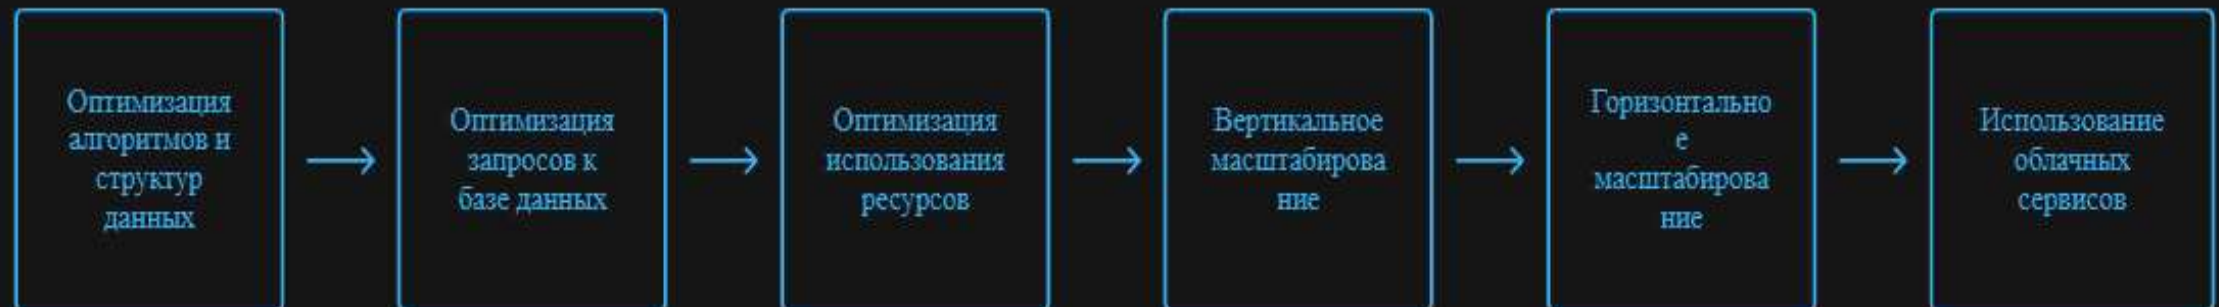 Оптимизация
алгоритмов и
структур
данных
Оптимизация
запросов к
базе данных
Оптимизация
использования
ресурсов
Вертикальное
масштабирова
ние
Горизонтально
е
масштабирова
ние
Использование
облачных
сервисов